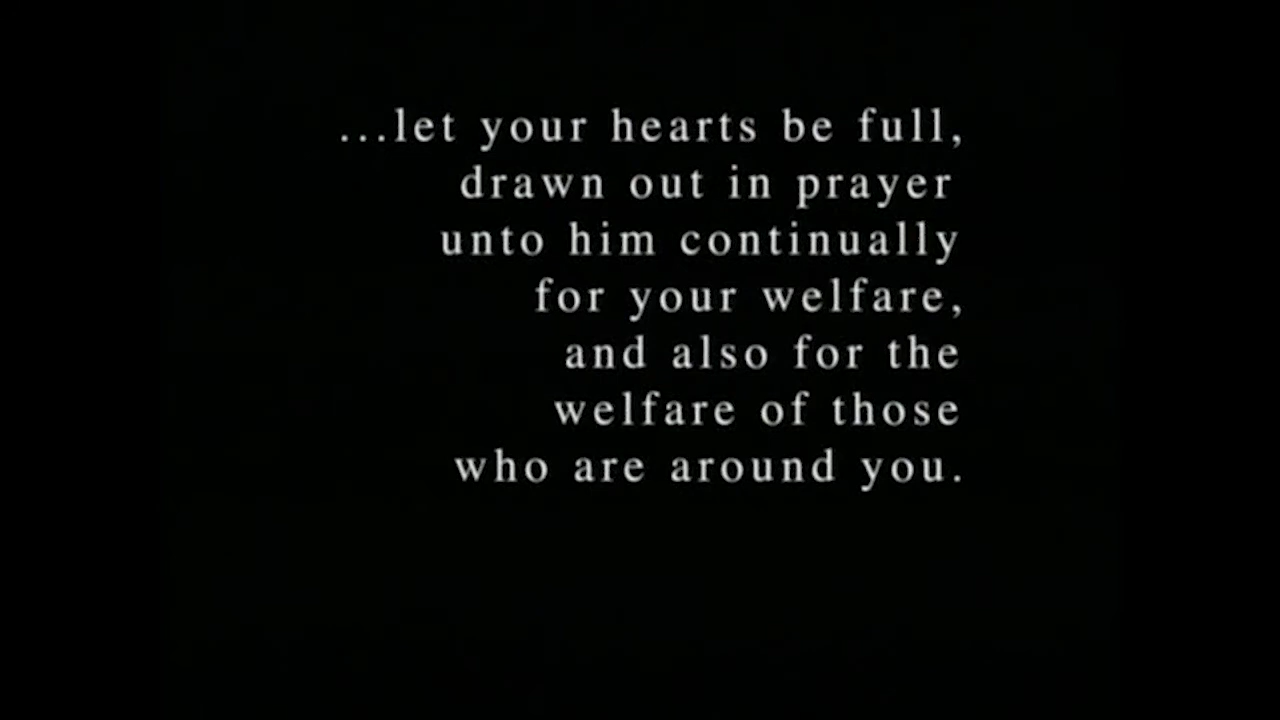 ...let your hearts be full,
drawn out in prayer
unto him continually
for your welfare,
and also for the
welfare of those
who are around you.